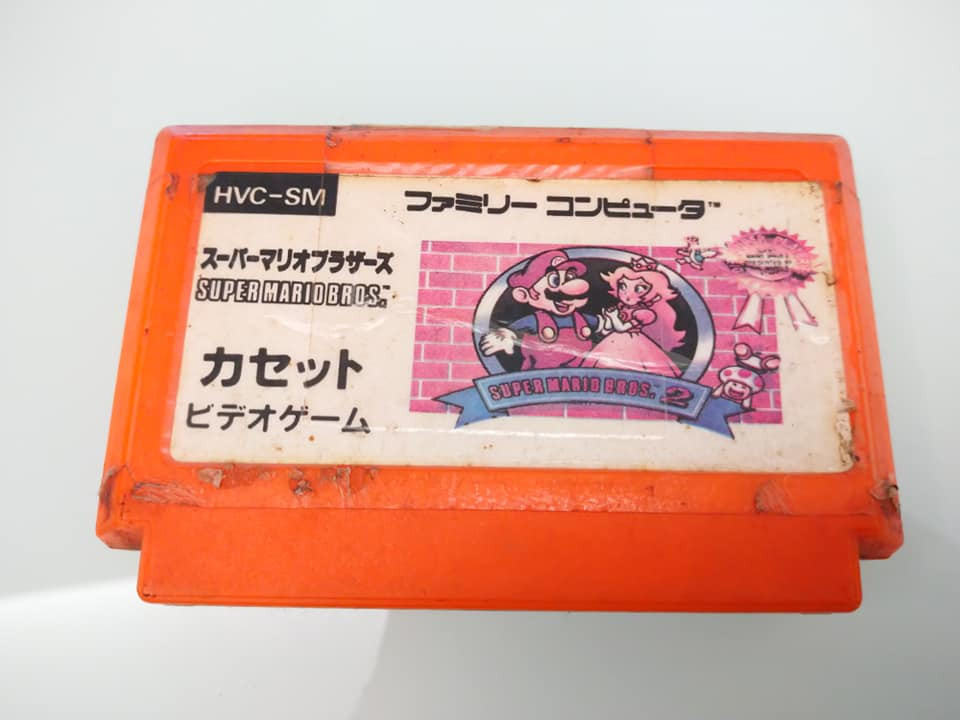 HVC-SM
ファミリー コンピュータ™
スーパーマリオブラザーズ
SUPER MARIO BROS.™
カセット
ビデオゲーム
SUPER MARIO BROS. 2